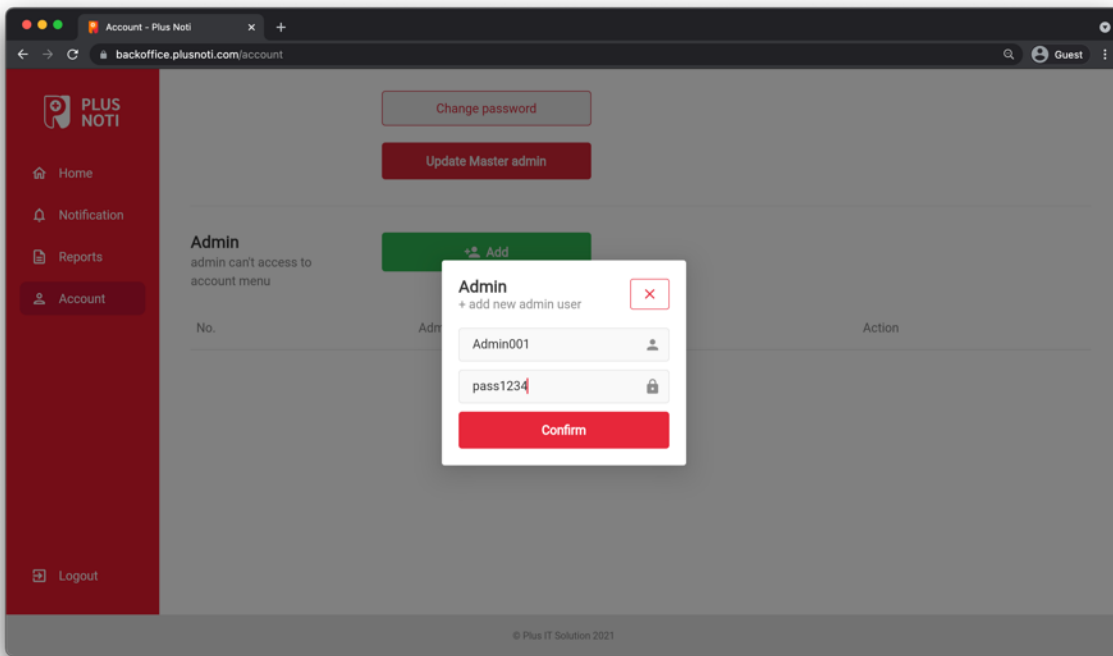 Account - Plus Noti
backoffice.plusnoti.com/account
Guest
PLUS
NOTI
Home
Notification
Reports
Account
Logout
Change password
Update Master admin
Admin
admin can't access to
account menu
Add
No.
Adm
Action
Admin
+ add new admin user
Admin001
pass1234
Confirm
© Plus IT Solution 2021